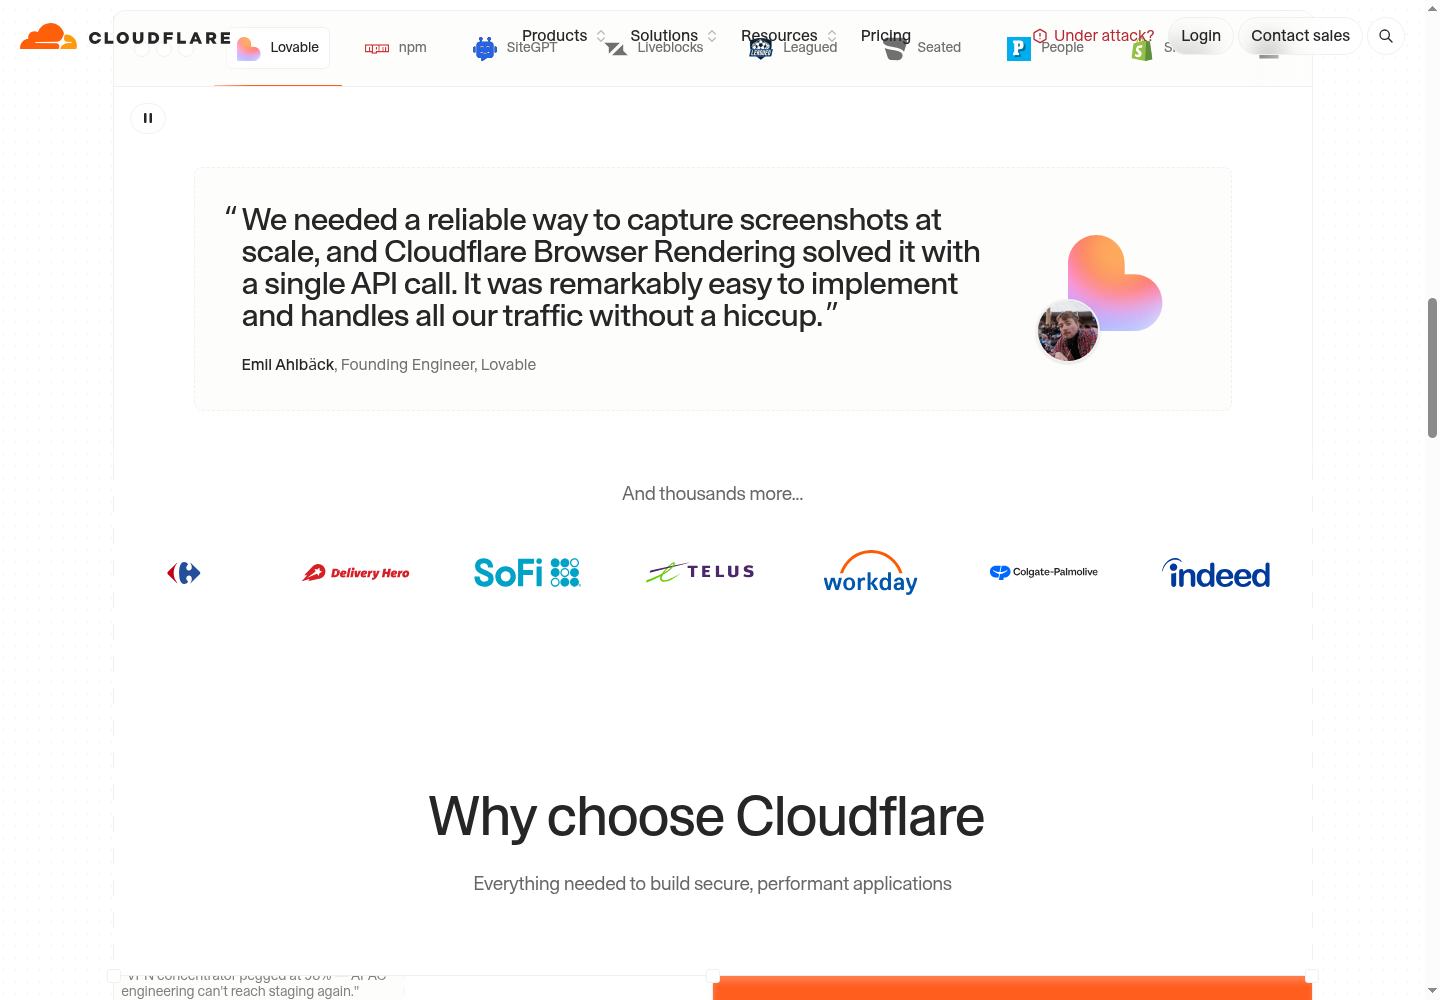 CLOUDFLARE
Products
Solutions
Resources
Pricing
Under attack?
Login
Contact sales
Lovable
npm
SiteGPT
Liveblocks
Leagued
Seated
People
“We needed a reliable way to capture screenshots at
scale, and Cloudflare Browser Rendering solved it with
a single API call. It was remarkably easy to implement
and handles all our traffic without a hiccup.”
Emil Ahlbäck, Founding Engineer, Lovable
And thousands more...
Delivery Hero
SoFi
TELUS
workday
Colgate-Palmolive
indeed
Why choose Cloudflare
Everything needed to build secure, performant applications
engineering can't reach staging again."